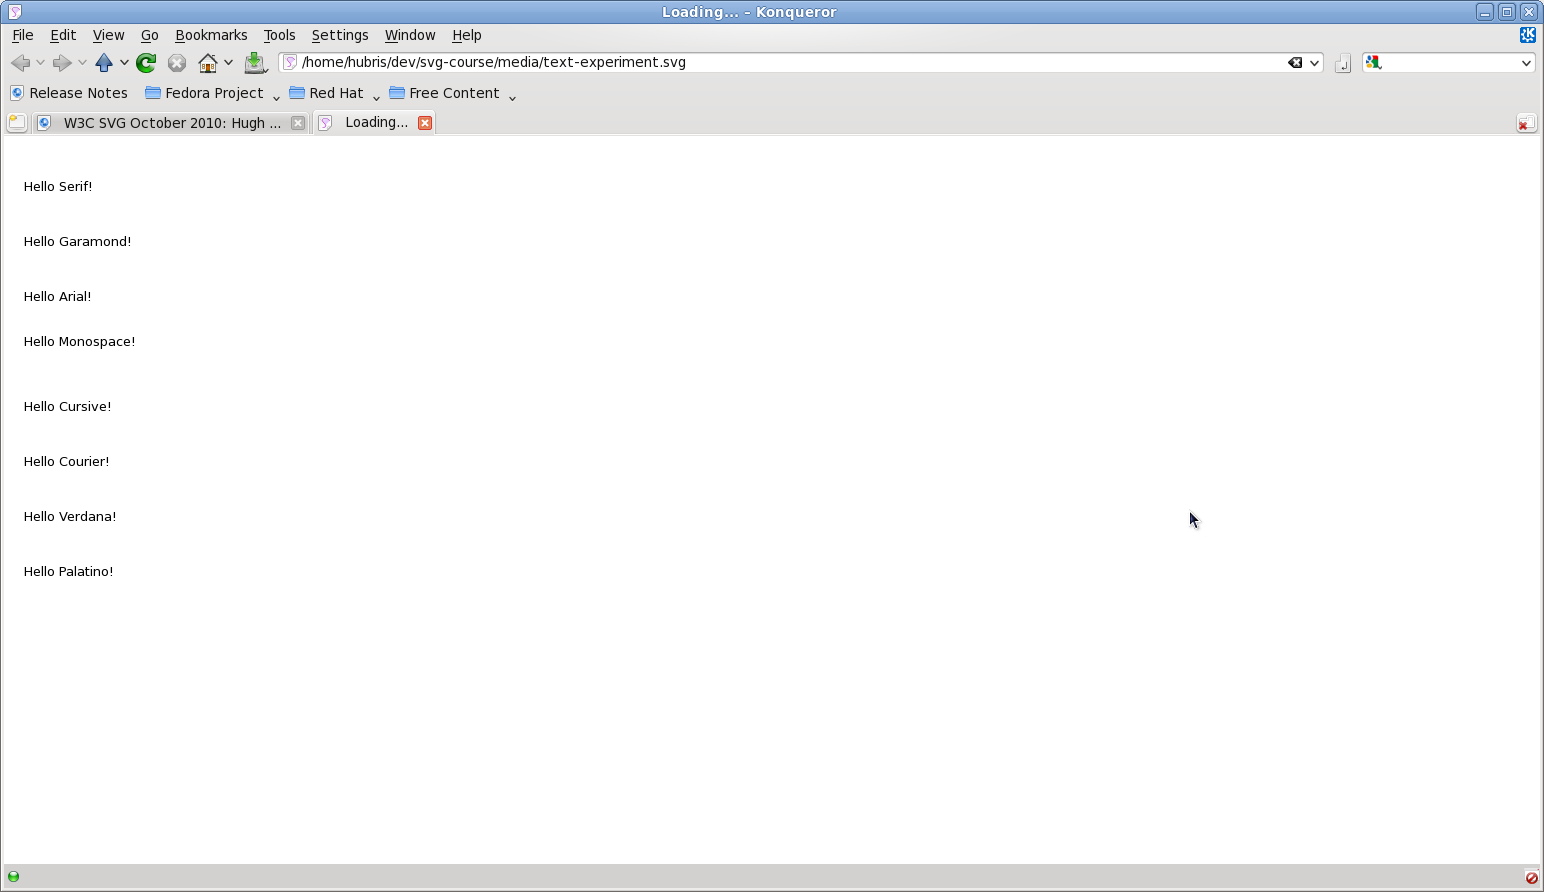 Loading... – Konqueror
File Edit View Go Bookmarks Tools Settings Window Help
/home/hubris/dev/svg-course/media/text-experiment.svg
Release Notes Fedora Project Red Hat Free Content
W3C SVG October 2010: Hugh ... Loading...
Hello Serif!
Hello Garamond!
Hello Arial!
Hello Monospace!
Hello Cursive!
Hello Courier!
Hello Verdana!
Hello Palatino!